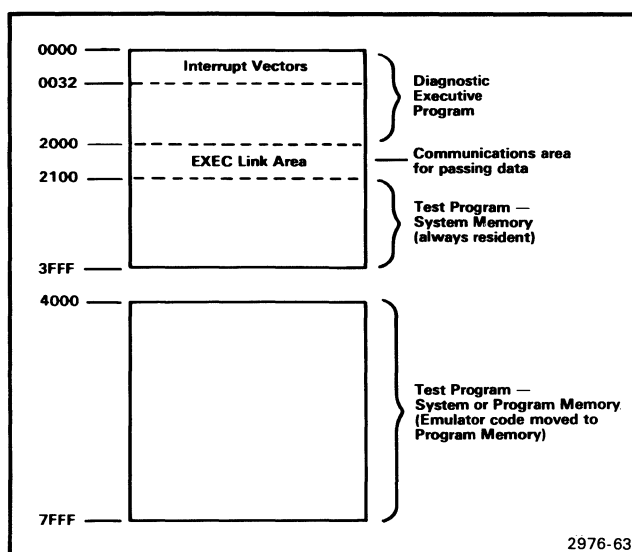 0000
Interrupt Vectors
0032
Diagnostic
Executive
Program
2000
EXEC Link Area
Communications area
for passing data
2100
Test Program —
System Memory
(always resident)
3FFF
4000
Test Program —
System or Program Memory
(Emulator code moved to
Program Memory)
7FFF
2976-63